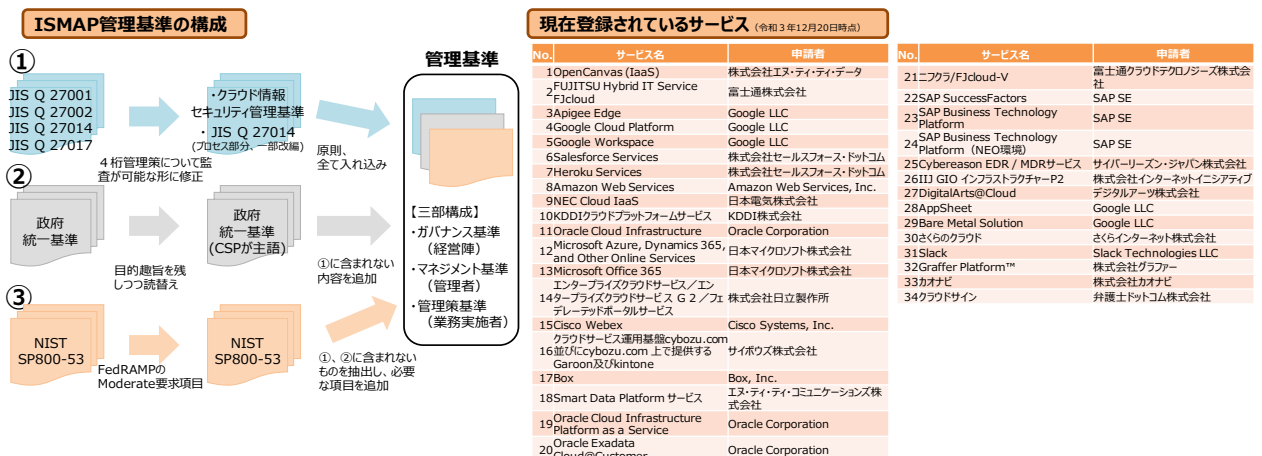 ISMAP管理基準の構成
①
JIS Q 27001
JIS Q 27002
JIS Q 27014
JIS Q 27017
４桁管理策について監
査が可能な形に修正
・クラウド情報
セキュリティ管理基準
・ JIS Q 27014
(プロセス部分、一部改編)
原則、
全て入れ込み
②
政府
統一基準
目的趣旨を残
しつつ読替え
政府
統一基準
(CSPが主語)
①に含まれない
内容を追加
③
NIST
SP800-53
FedRAMPの
Moderate要求項目
NIST
SP800-53
①、②に含まれない
ものを抽出し、必要
な項目を追加
管理基準
【三部構成】
・ガバナンス基準
（経営陣）
・マネジメント基準
（管理者）
・管理策基準
（業務実施者）
現在登録されているサービス（令和３年12月20日時点）
No. サービス名 申請者
1 OpenCanvas (IaaS) 株式会社エヌ・ティ・ティ・データ
2 FUJITSU Hybrid IT Service
FJcloud 富士通株式会社
3 Apigee Edge Google LLC
4 Google Cloud Platform Google LLC
5 Google Workspace Google LLC
6 Salesforce Services 株式会社セールスフォース・ドットコム
7 Heroku Services 株式会社セールスフォース・ドットコム
8 Amazon Web Services Amazon Web Services, Inc.
9 NEC Cloud IaaS 日本電気株式会社
10 KDDIクラウドプラットフォームサービス KDDI株式会社
11 Oracle Cloud Infrastructure Oracle Corporation
12 Microsoft Azure, Dynamics 365,
and Other Online Services 日本マイクロソフト株式会社
13 Microsoft Office 365 日本マイクロソフト株式会社
エンタープライズクラウドサービス／エン
14 タープライズクラウドサービス Ｇ２／フェ 株式会社日立製作所
デレーテッドポータルサービス
15 Cisco Webex Cisco Systems, Inc.
クラウドサービス運用基盤cybozu.com
16 並びにcybozu.com 上で提供する サイボウズ株式会社
Garoon及びkintone
17 Box Box, Inc.
18 Smart Data Platform サービス エヌ・ティ・ティ・コミュニケーションズ株
式会社
19 Oracle Cloud Infrastructure
Platform as a Service Oracle Corporation
20 Oracle Exadata
Cloud@Customer Oracle Corporation
No. サービス名 申請者
21 ニフクラ/FJcloud-V 富士通クラウドテクノロジーズ株式会
社
22 SAP SuccessFactors SAP SE
23 SAP Business Technology
Platform SAP SE
24 SAP Business Technology
Platform（NEO環境） SAP SE
25 Cybereason EDR / MDRサービス サイバーリーズン・ジャパン株式会社
26 IIJ GIO インフラストラクチャーP2 株式会社インターネットイニシアティブ
27 DigitalArts@Cloud デジタルアーツ株式会社
28 AppSheet Google LLC
29 Bare Metal Solution Google LLC
30 さくらのクラウド さくらインターネット株式会社
31 Slack Slack Technologies LLC
32 Graffer Platform™ 株式会社グラファー
33 カオナビ 株式会社カオナビ
34 クラウドサイン 弁護士ドットコム株式会社